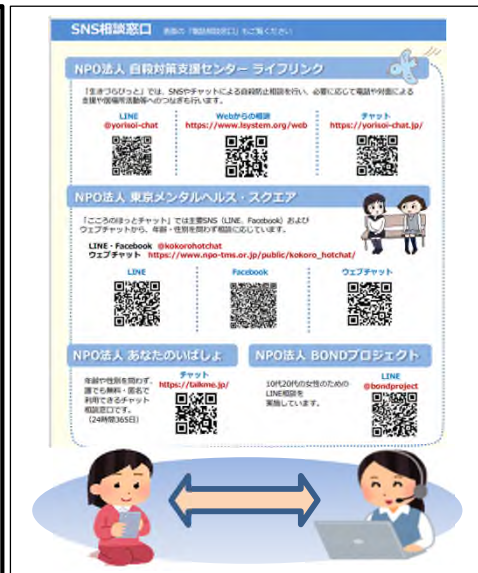 SNS相談窓口 裏面の「電話相談窓口」もご覧ください
NPO法人 自殺対策支援センター ライフリンク
「生きづらびっと」では、SNSやチャットによる自殺防止相談を行い、必要に応じて電話や対面による
支援や居場所活動等へのつなぎも行います。
LINE
@yorisoi-chat
Webからの相談
https://www.lsystem.org/web
チャット
https://yorisoi-chat.jp/
NPO法人 東京メンタルヘルス・スクエア
「こころのほっとチャット」では主要SNS（LINE、Facebook）および
ウェブチャットから、年齢・性別を問わず相談に応じています。
LINE・Facebook @kokorohotchat
ウェブチャット https://www.npo-tms.or.jp/public/kokoro_hotchat/
LINE
Facebook
ウェブチャット
NPO法人 あなたのいばしょ
年齢や性別を問わず、
誰でも無料・匿名で
利用できるチャット
相談窓口です。
（24時間365日）
チャット
https://talkme.jp/
NPO法人 BONDプロジェクト
10代20代の女性のための
LINE相談を
実施しています。
LINE
@bondproject